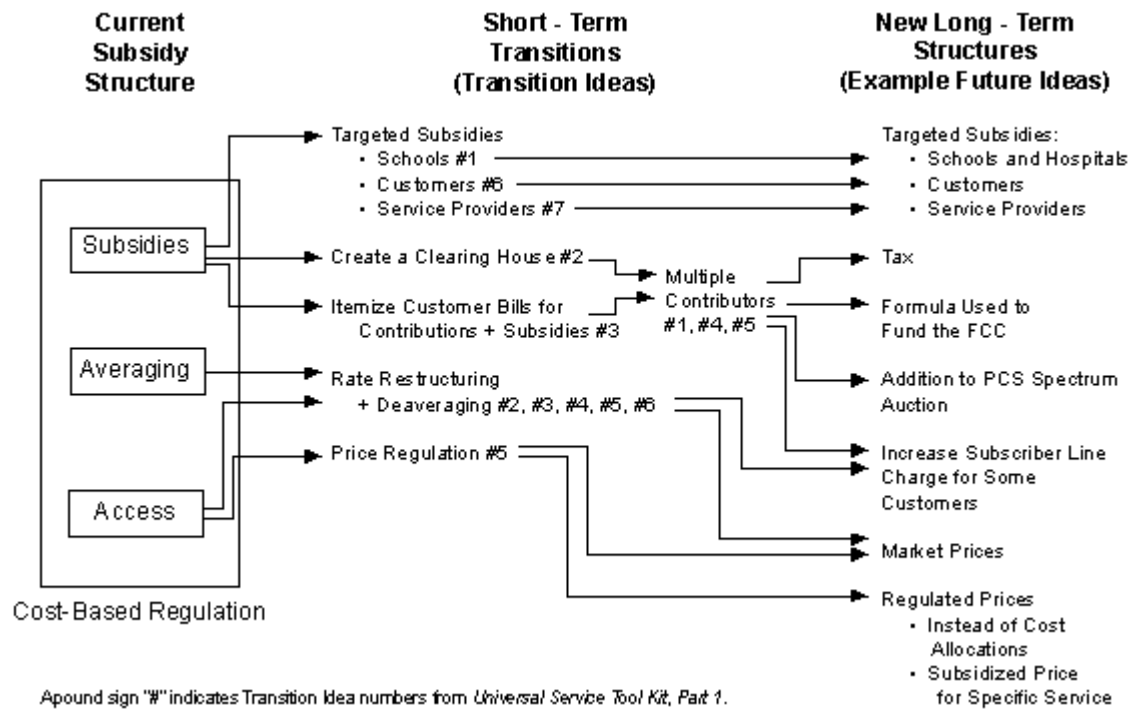 Current
Subsidy
Structure
Short - Term
Transitions
(Transition Ideas)
New Long - Term
Structures
(Example Future Ideas)
Subsidies
Averaging
Access
Cost-Based Regulation
Targeted Subsidies
• Schools #1
• Customers #6
• Service Providers #7
Create a Clearing House #2
Itemize Customer Bills for
Contributions + Subsidies #3
Rate Restructuring
+ Deaveraging #2, #3, #4, #5, #6
Price Regulation #5
Multiple
Contributors
#1, #4, #5
Targeted Subsidies:
• Schools and Hospitals
• Customers
• Service Providers
Tax
Formula Used to
Fund the FCC
Addition to PCS Spectrum
Auction
Increase Subscriber Line
Charge for Some
Customers
Market Prices
Regulated Prices
• Instead of Cost
Allocations
• Subsidized Price
for Specific Service
Apound sign "#" indicates Transition Idea numbers from Universal Service Tool Kit, Part 1.